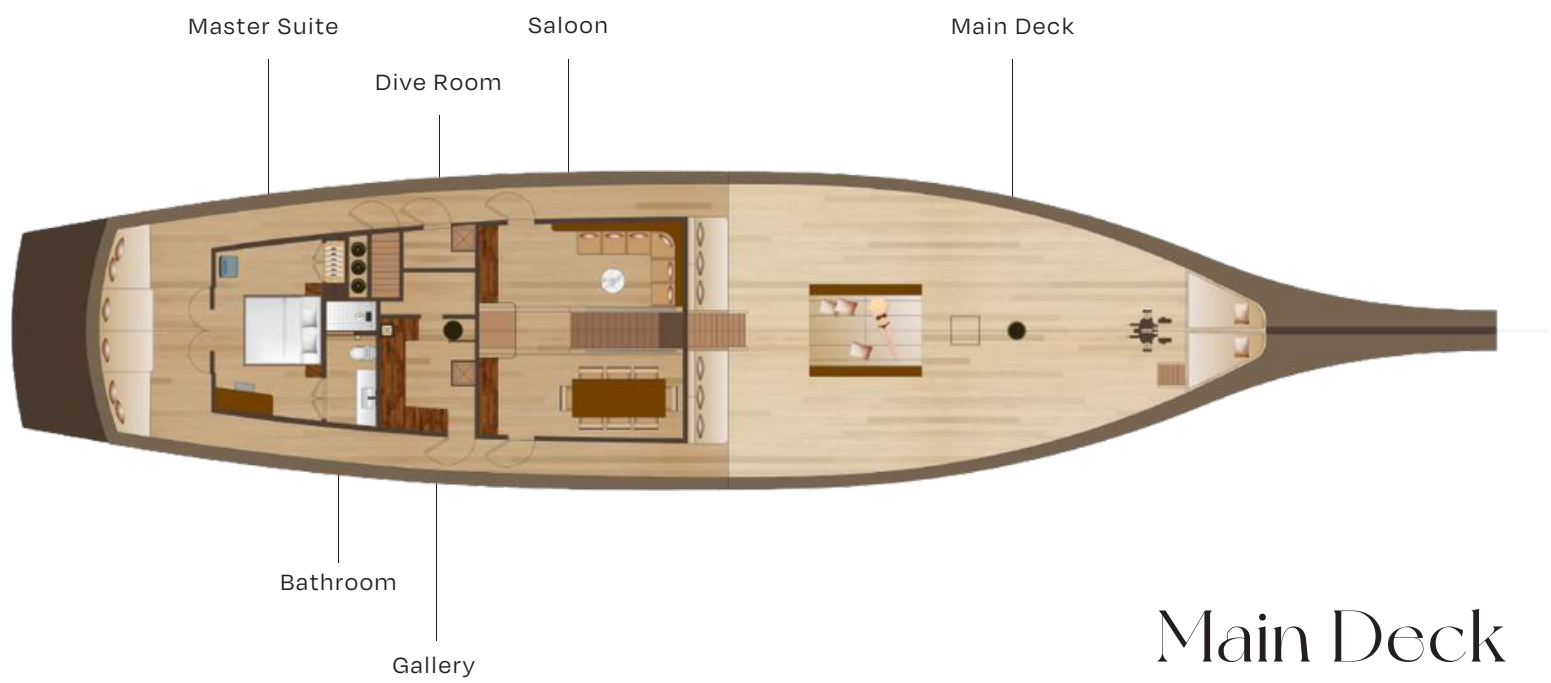 Master Suite
Saloon
Main Deck
Dive Room
Bathroom
Gallery
Main Deck